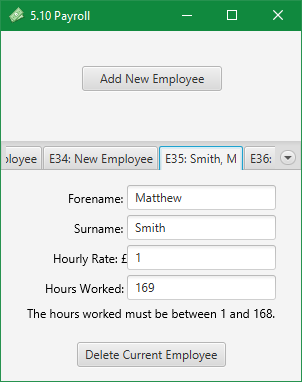 5.10 Payroll
Add New Employee
ployee E34: New Employee E35: Smith, M E36:
Forename: Matthew
Surname: Smith
Hourly Rate: £ 1
Hours Worked: 169
The hours worked must be between 1 and 168.
Delete Current Employee